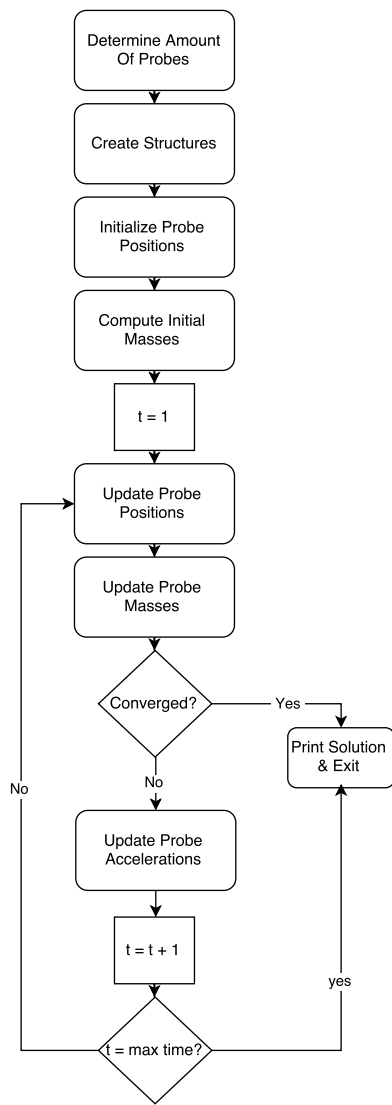 Determine Amount
Of Probes
Create Structures
Initialize Probe
Positions
Compute Initial
Masses
t = 1
Update Probe
Positions
Update Probe
Masses
Converged?
Yes
Print Solution
& Exit
No
No
Update Probe
Accelerations
t = t + 1
yes
t = max time?